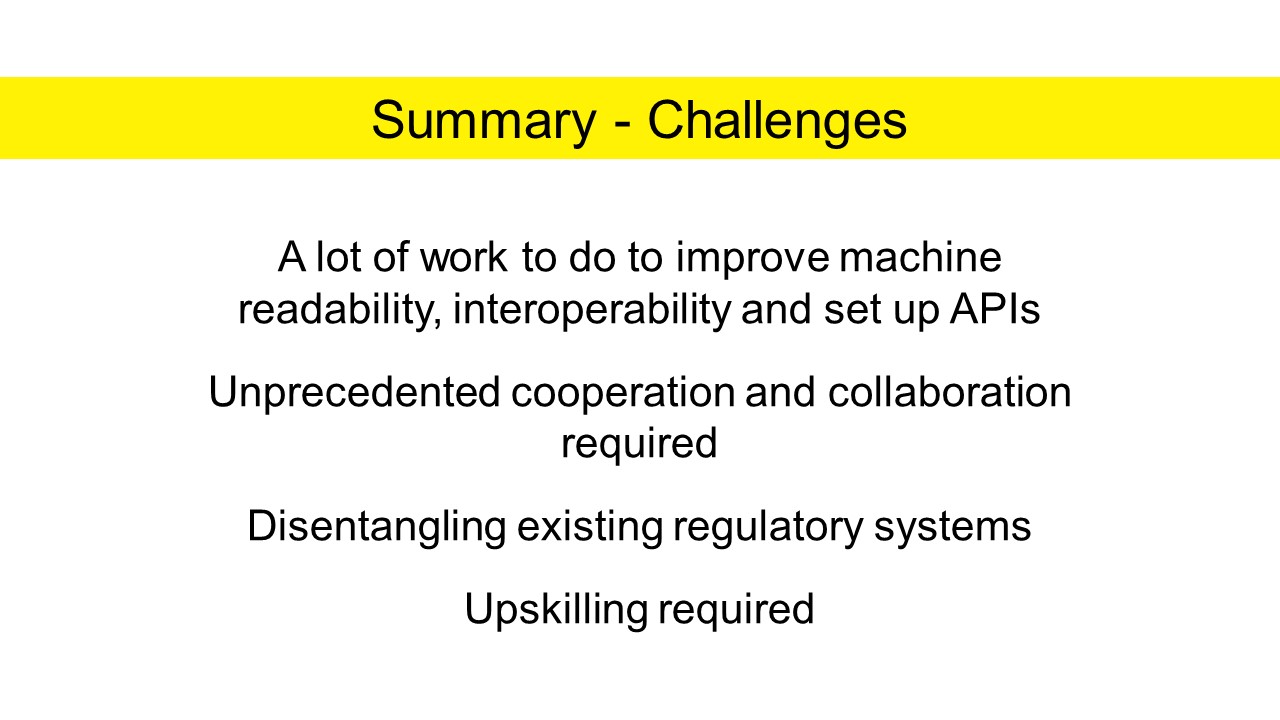 Summary - Challenges
A lot of work to do to improve machine
readability, interoperability and set up APIs
Unprecedented cooperation and collaboration
required
Disentangling existing regulatory systems
Upskilling required